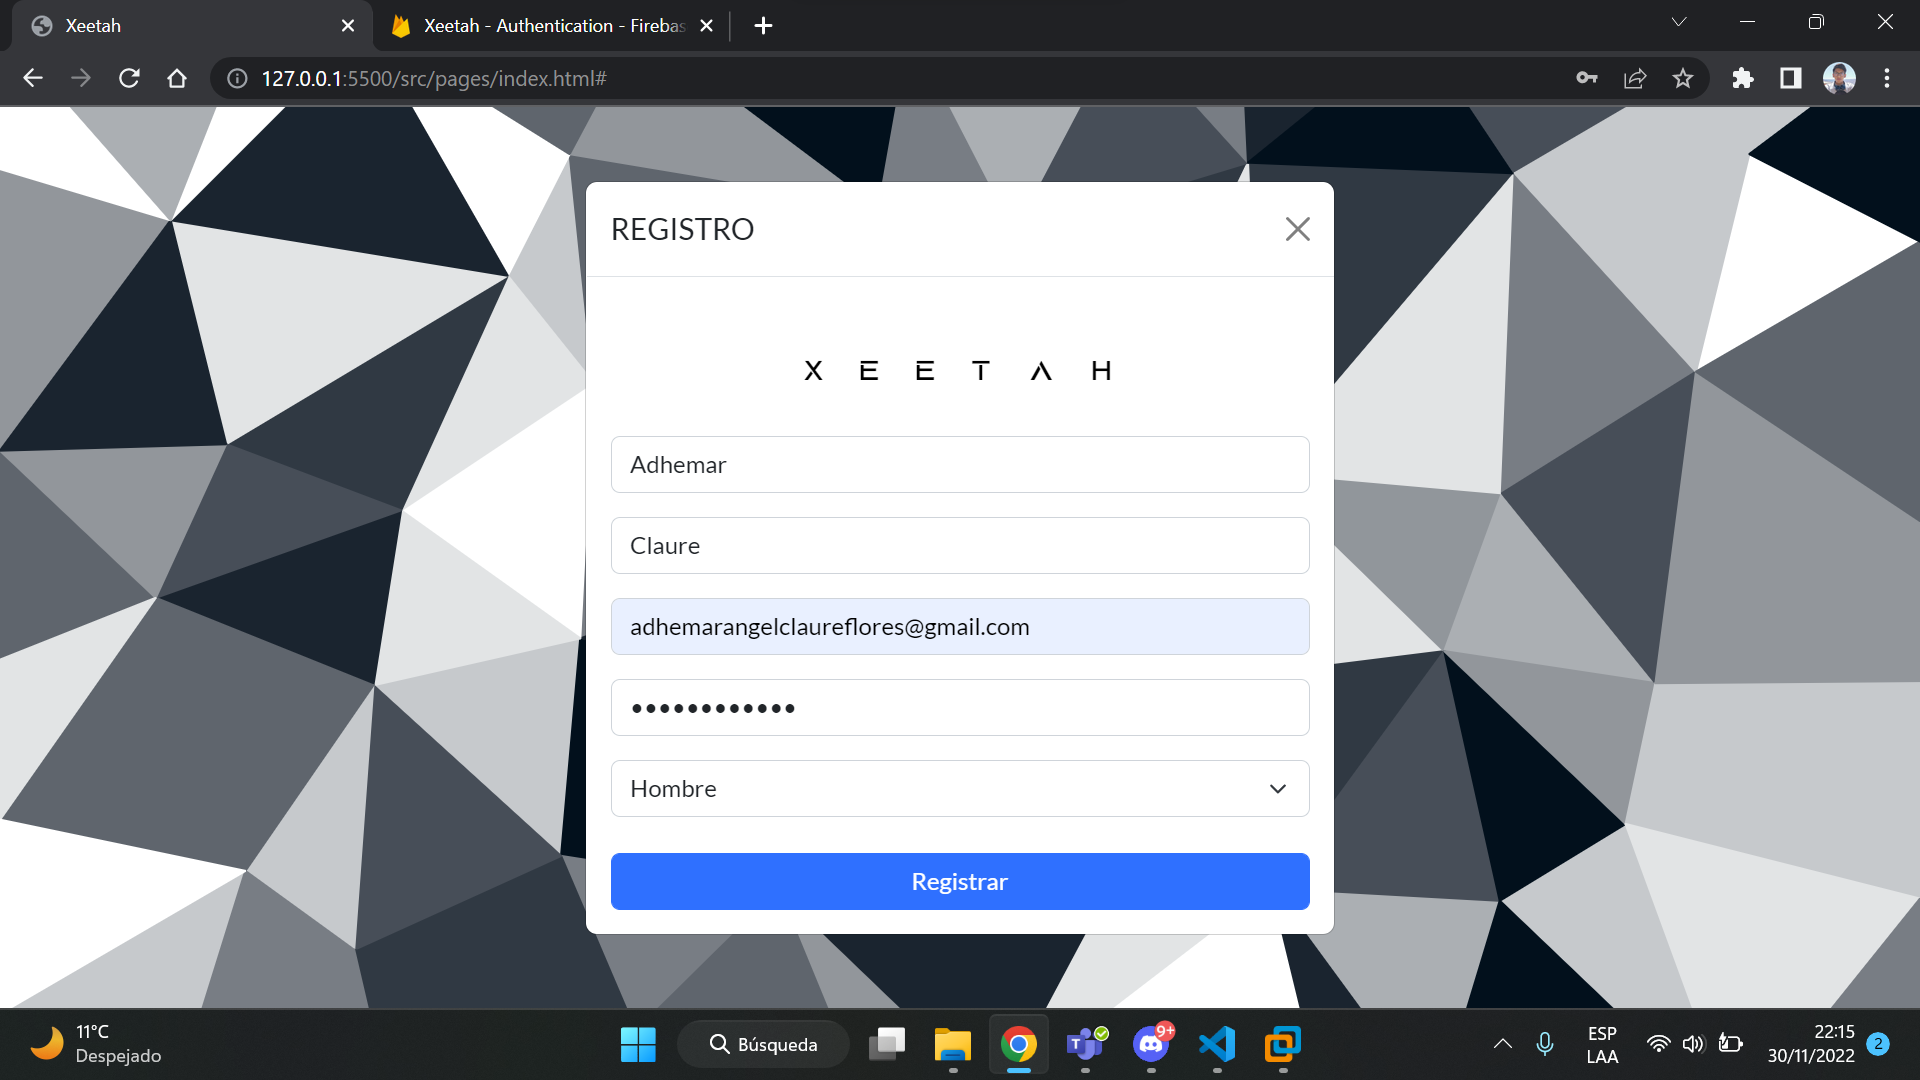 Xeetah
Xeetah - Authentication - Firebas
127.0.0.1:5500/src/pages/index.html#
REGISTRO
XEETAH
Adhemar
Claure
adhemarangelclaureflores@gmail.com
Hombre
Registrar
11°C
Despejado
Búsqueda
9+
ESP
LAA
22:15
30/11/2022
2